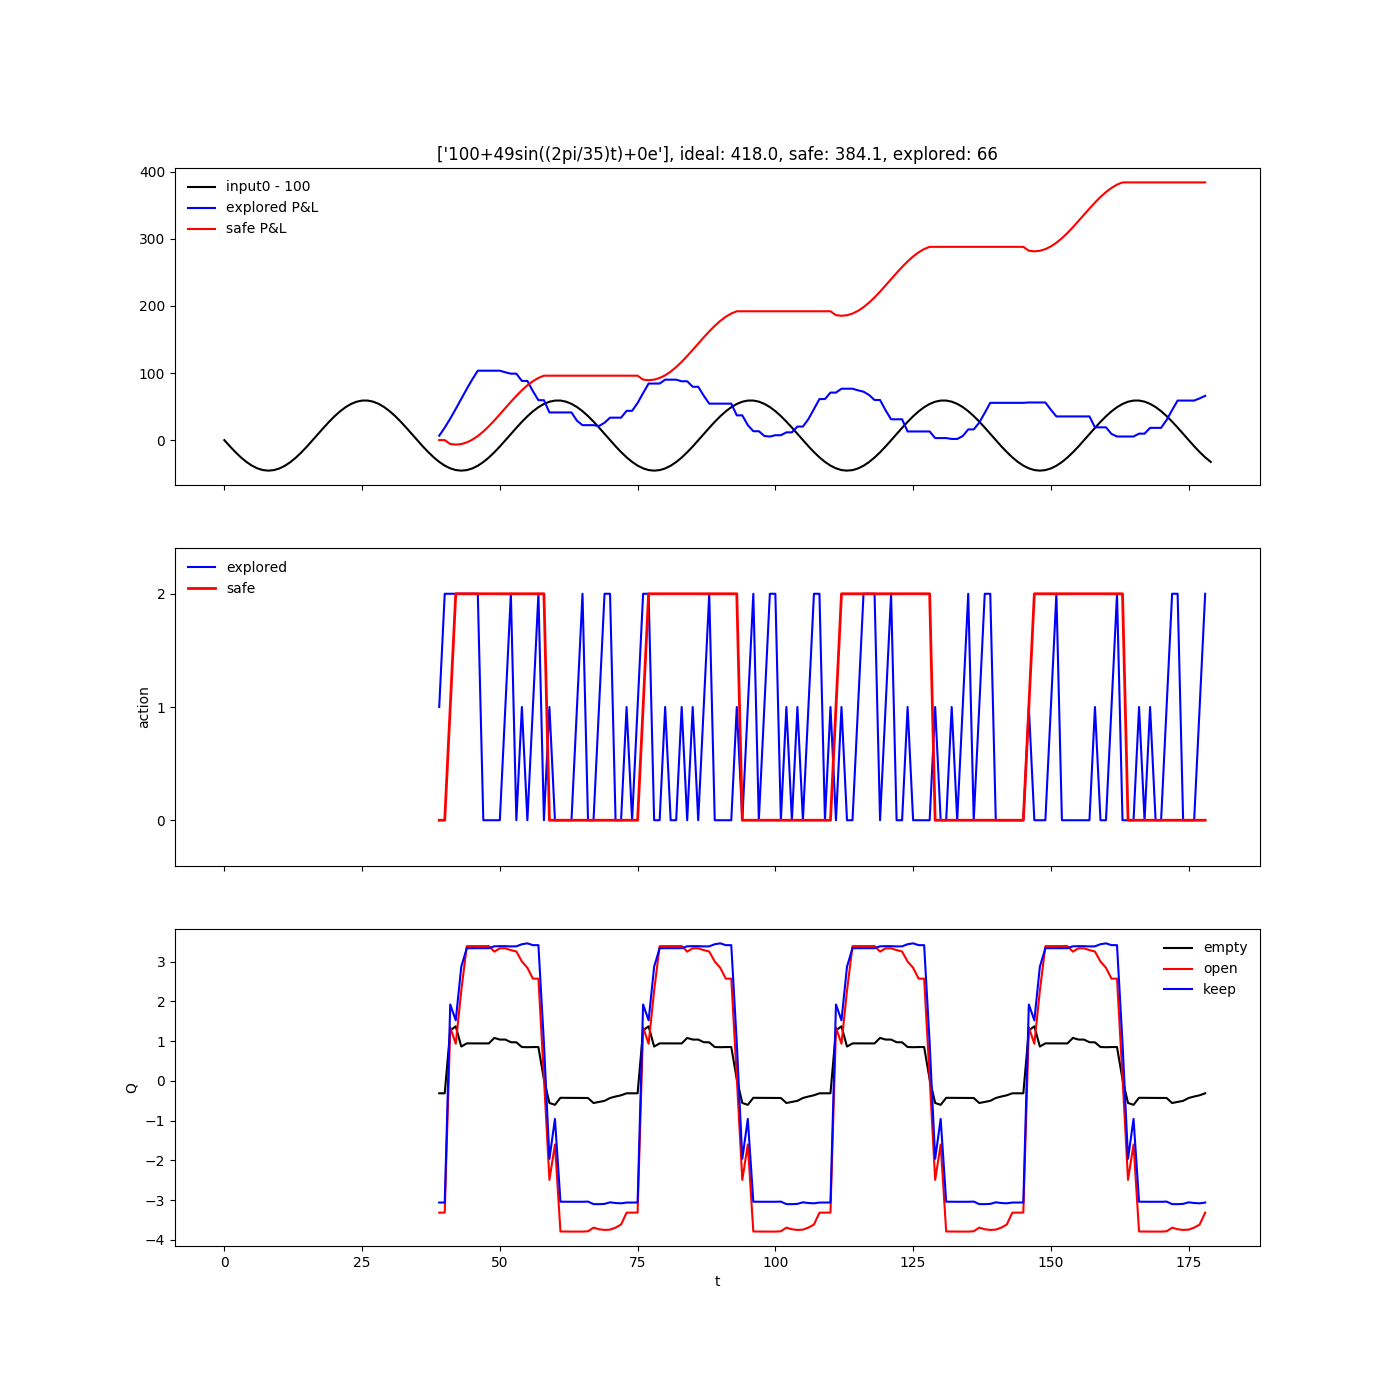 ['100+49sin((2pi/35)t)+0e'], ideal: 418.0, safe: 384.1, explored: 66
400
300
200
100
0
input0 - 100
explored P&L
safe P&L
action
2
1
0
explored
safe
Q
3
2
1
0
−1
−2
−3
−4
empty
open
keep
0 25 50 75 100 125 150 175
t